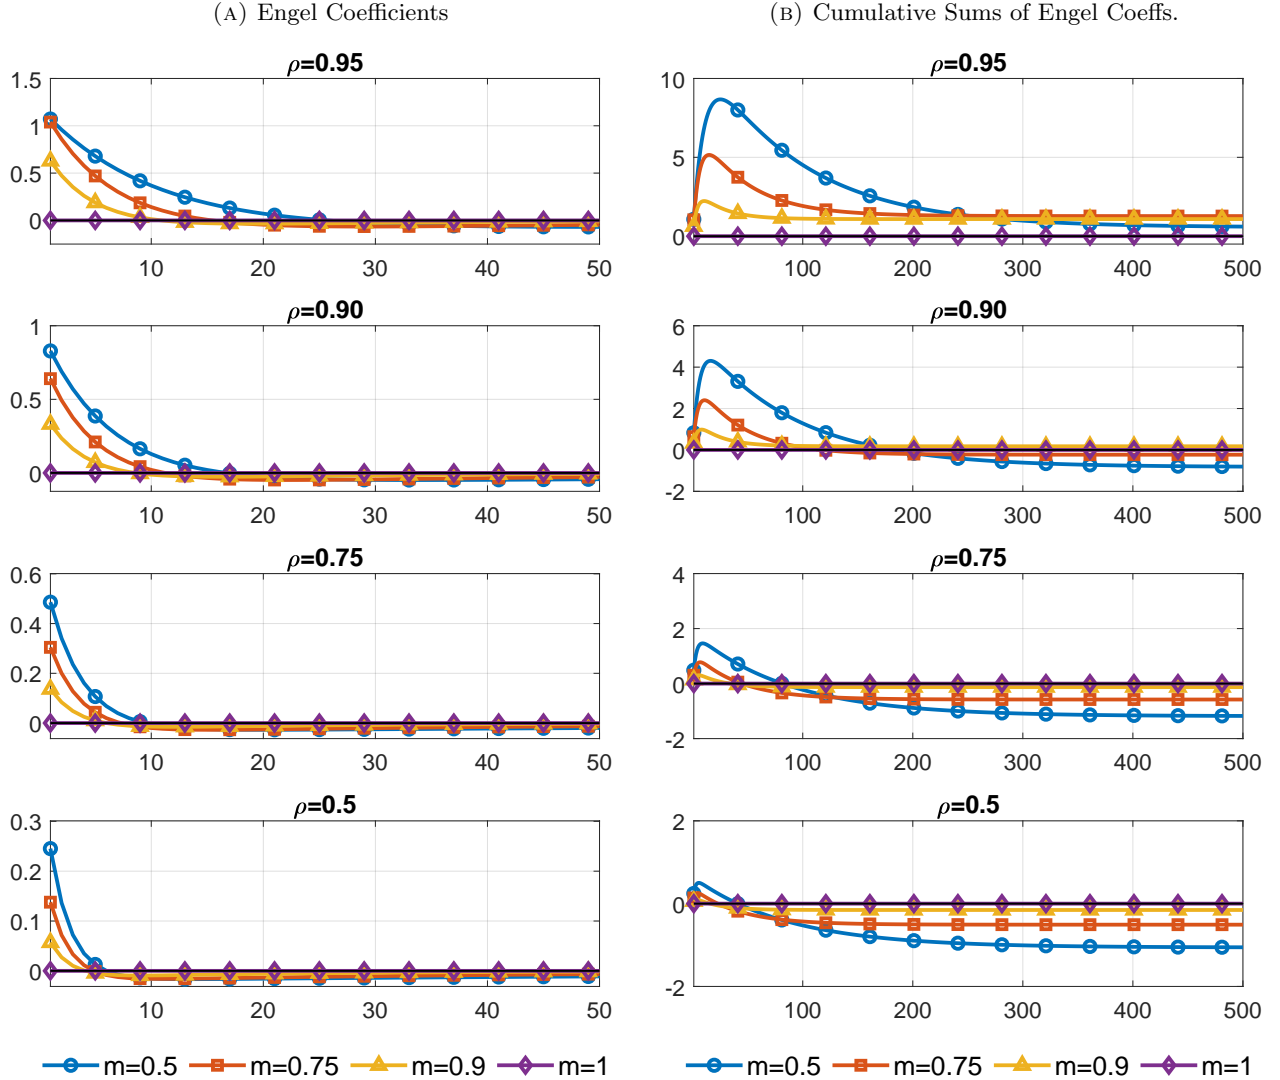 (A) Engel Coefficients
(B) Cumulative Sums of Engel Coeffs.
ρ=0.95
1.5
1
0.5
0
10 20 30 40 50
ρ=0.95
10
5
0
100 200 300 400 500
ρ=0.90
1
0.5
0
10 20 30 40 50
ρ=0.90
6
4
2
0
-2
100 200 300 400 500
ρ=0.75
0.6
0.4
0.2
0
10 20 30 40 50
ρ=0.75
4
2
0
-2
100 200 300 400 500
ρ=0.5
0.3
0.2
0.1
0
10 20 30 40 50
ρ=0.5
2
0
-2
100 200 300 400 500
m=0.5 m=0.75 m=0.9 m=1
m=0.5 m=0.75 m=0.9 m=1